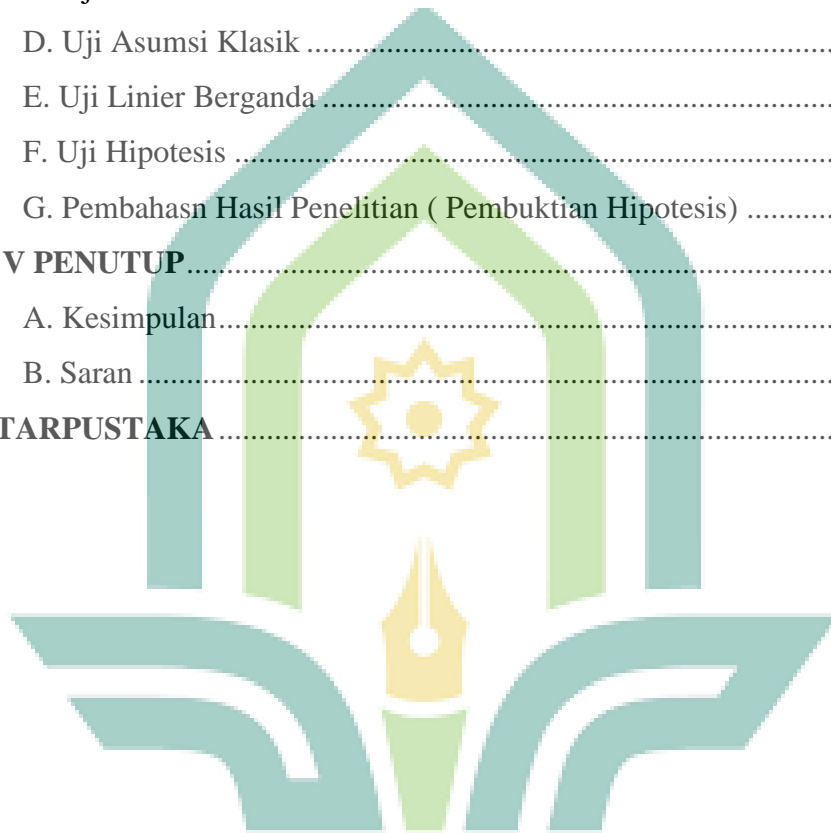 D. Uji Asumsi Klasik ........................................................................
E. Uji Linier Berganda ......................................................................
F. Uji Hipotesis .................................................................................
G. Pembahasn Hasil Penelitian ( Pembuktian Hipotesis) ...........
V PENUTUP....................................................................................
A. Kesimpulan....................................................................................
B. Saran ..............................................................................................
TARPUSTAKA ................................................................................